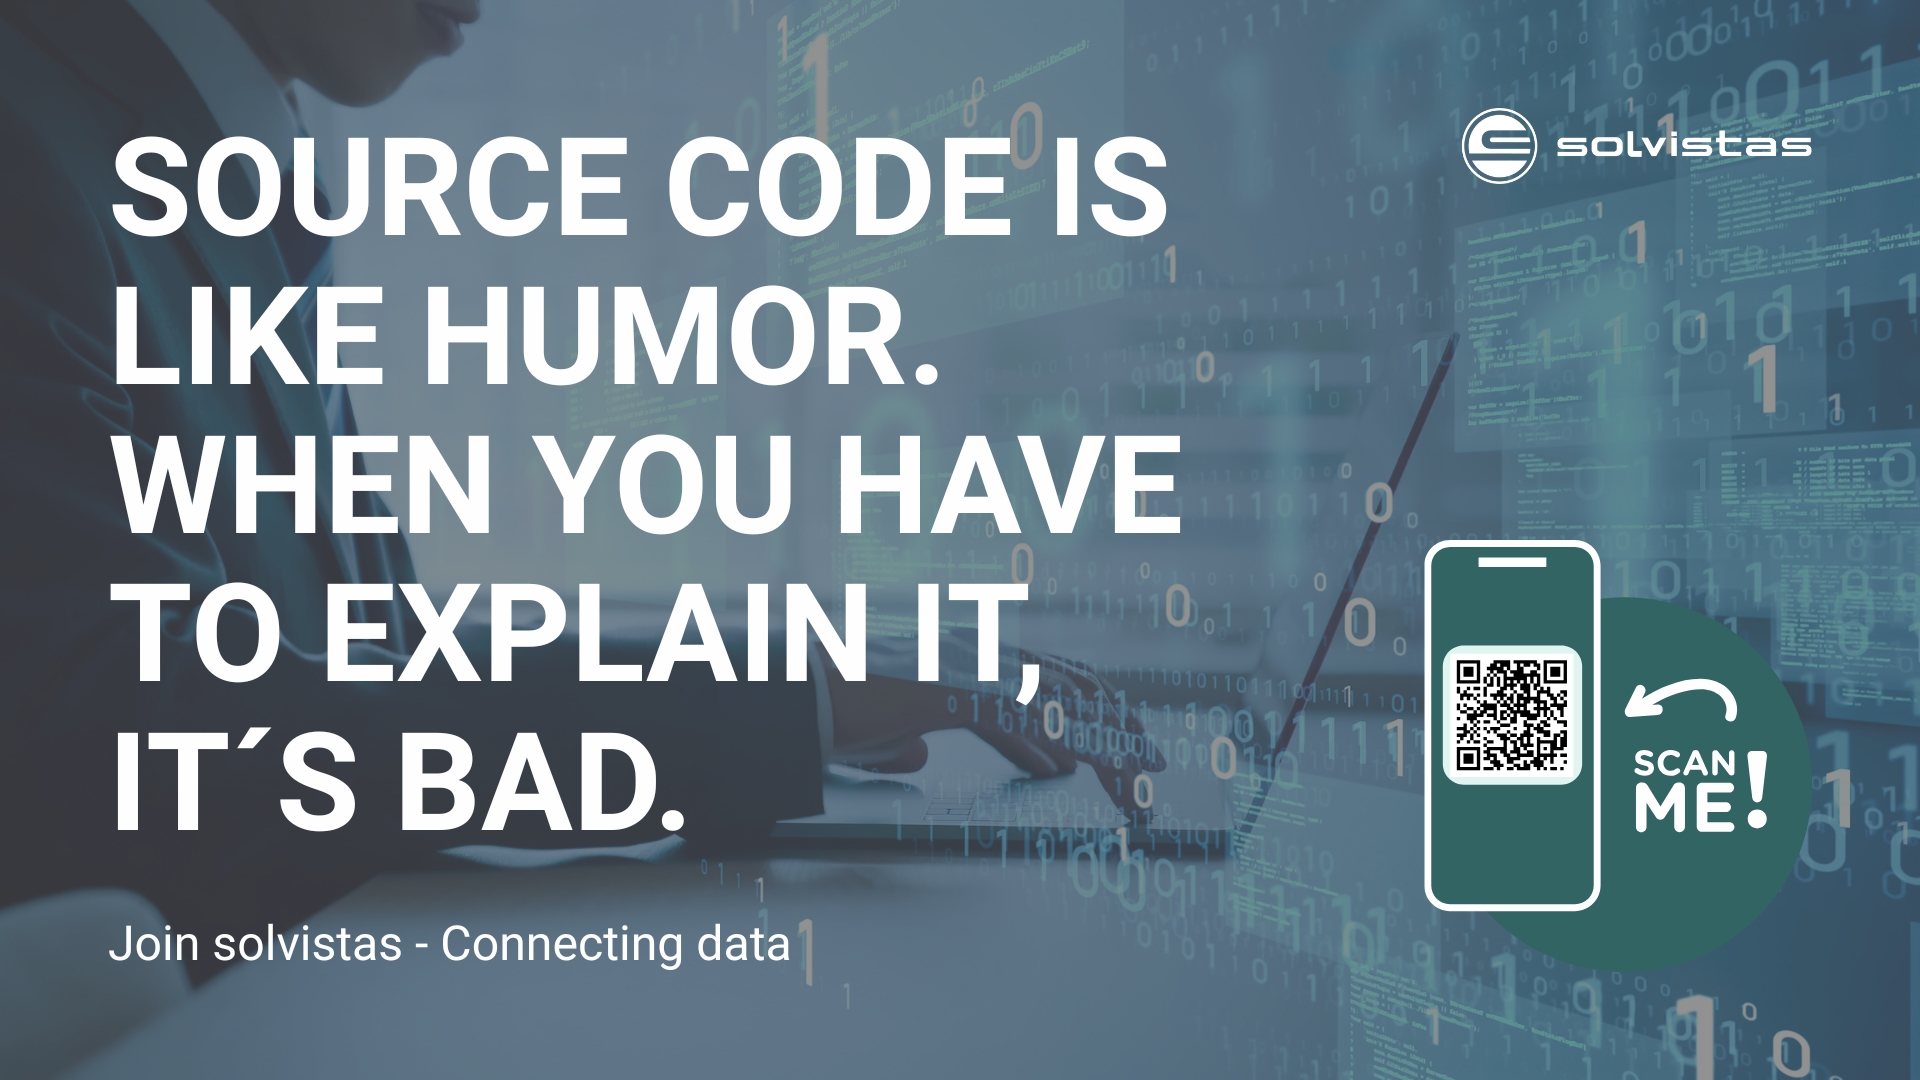 SOURCE CODE IS
LIKE HUMOR.
WHEN YOU HAVE
TO EXPLAIN IT,
IT´S BAD.
Join solvistas - Connecting data
solvistas
SCAN
ME!